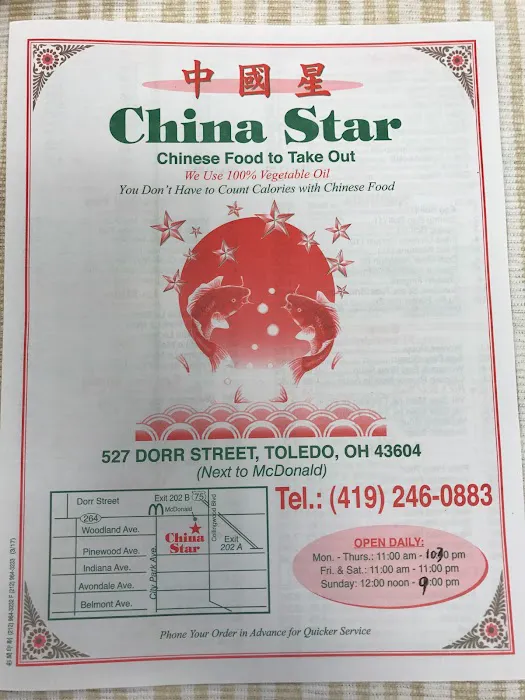 中國星
China Star
Chinese Food to Take Out
We Use 100% Vegetable Oil
You Don't Have to Count Calories with Chinese Food
527 DORR STREET, TOLEDO, OH 43604
(Next to McDonald)
Tel.: (419) 246-0883
Dorr Street
Exit 202 B
75
McDonald
264
Woodland Ave.
Pinewood Ave.
Indiana Ave.
Avondale Ave.
Belmont Ave.
City Park Ave.
China
Star
Collingwood Blvd
Exit
202 A
OPEN DAILY:
Mon. - Thurs.: 11:00 am - 10:30 pm
Fri. & Sat.: 11:00 am - 11:00 pm
Sunday: 12:00 noon - 9:00 pm
Phone Your Order in Advance for Quicker Service
(3/17)